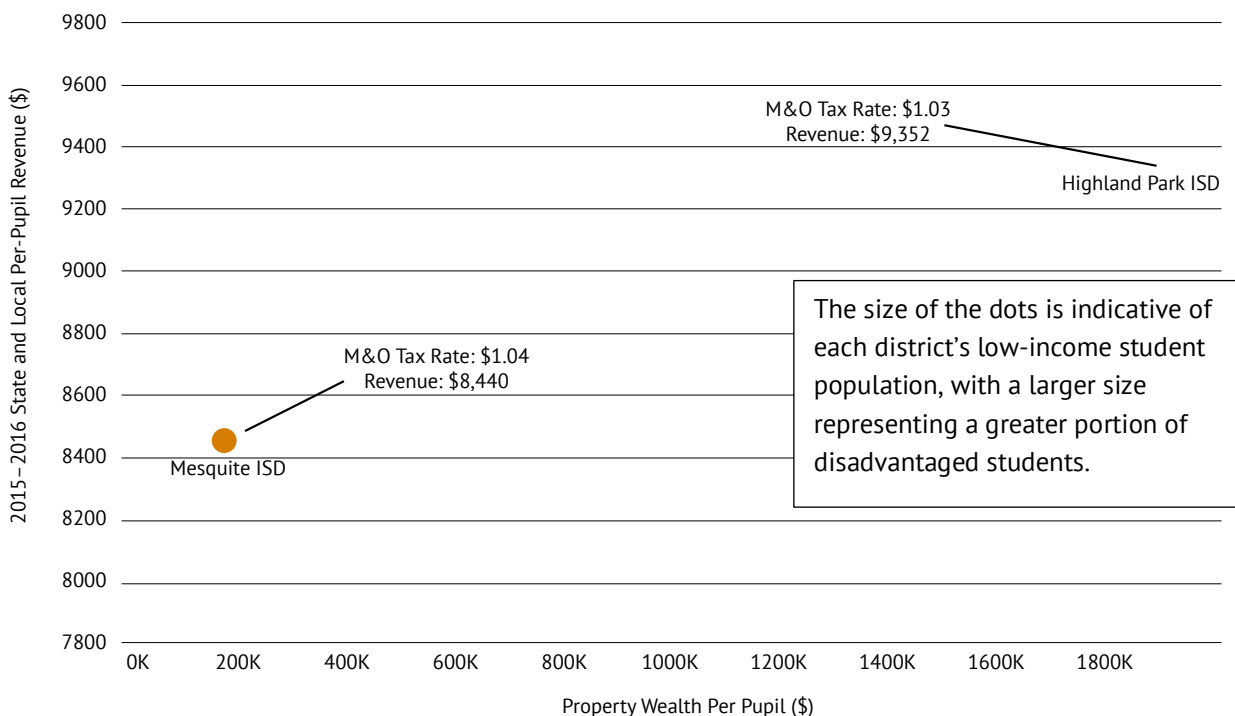 2015–2016 State and Local Per-Pupil Revenue ($)
9800
9600
9400
9200
9000
8800
8600
8400
8200
8000
7800
M&O Tax Rate: $1.03
Revenue: $9,352
Highland Park ISD
The size of the dots is indicative of
each district’s low-income student
population, with a larger size
representing a greater portion of
disadvantaged students.
M&O Tax Rate: $1.04
Revenue: $8,440
Mesquite ISD
0K 200K 400K 600K 800K 1000K 1200K 1400K 1600K 1800K
Property Wealth Per Pupil ($)